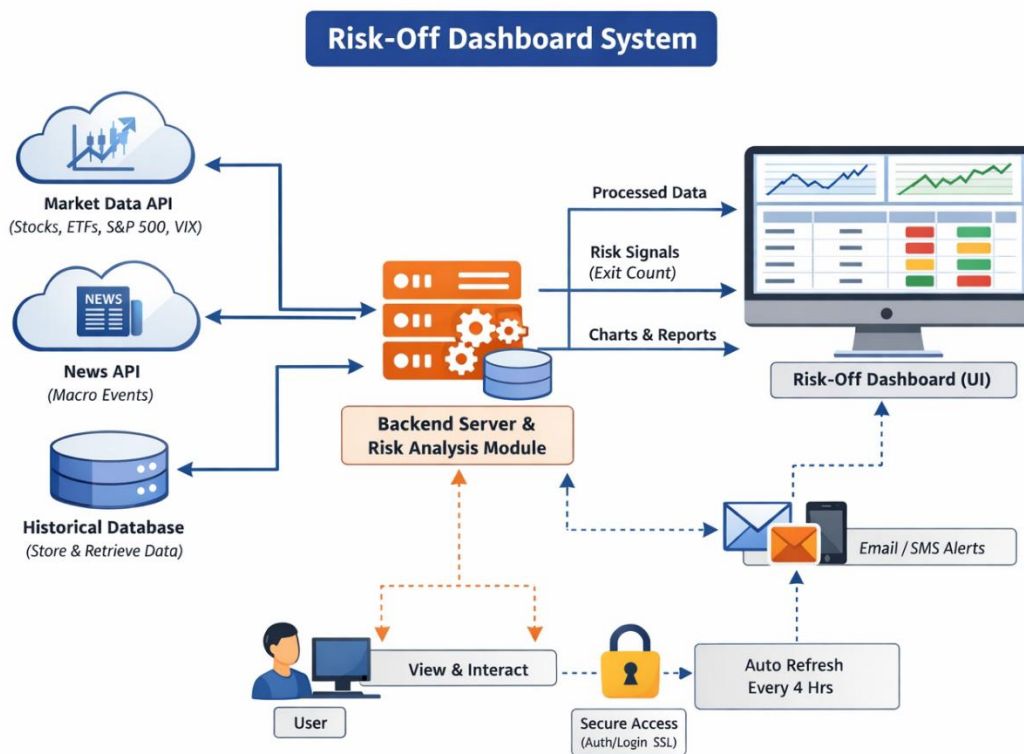 Risk-Off Dashboard System
Market Data API
(Stocks, ETFs, S&P 500, VIX)
NEWS
News API
(Macro Events)
Historical Database
(Store & Retrieve Data)
Backend Server &
Risk Analysis Module
Processed Data
Risk Signals
(Exit Count)
Charts & Reports
Risk-Off Dashboard (UI)
Email / SMS Alerts
View & Interact
User
Secure Access
(Auth/Login SSL)
Auto Refresh
Every 4 Hrs